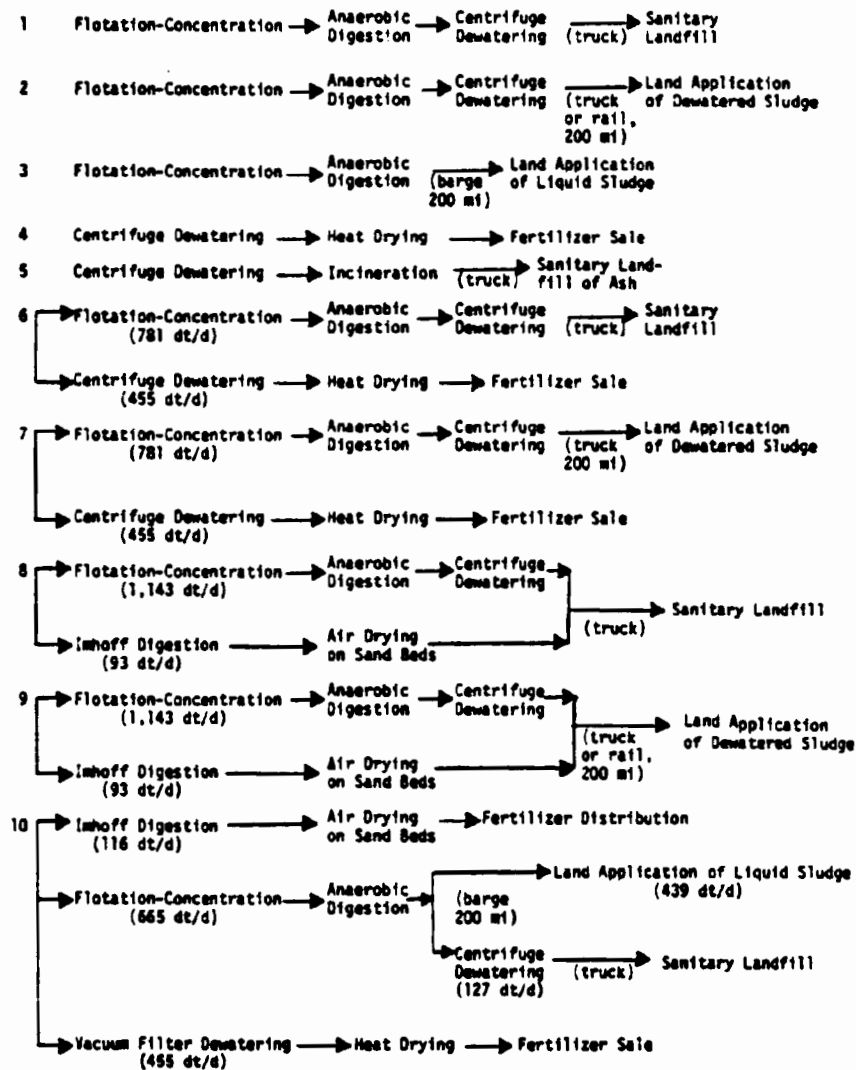 1 Flotation-Concentration Anaerobic Digestion Centrifuge Dewatering (truck) Sanitary Landfill
2 Flotation-Concentration Anaerobic Digestion Centrifuge Dewatering (truck or rail, 200 mi) Land Application of Dewatered Sludge
3 Flotation-Concentration Anaerobic Digestion (barge 200 mi) Land Application of Liquid Sludge
4 Centrifuge Dewatering Heat Drying Fertilizer Sale
5 Centrifuge Dewatering Incineration (truck) Sanitary Land-fill of Ash
6 Flotation-Concentration (781 dt/d) Anaerobic Digestion Centrifuge Dewatering (truck) Sanitary Landfill
Centrifuge Dewatering (455 dt/d) Heat Drying Fertilizer Sale
7 Flotation-Concentration (781 dt/d) Anaerobic Digestion Centrifuge Dewatering (truck 200 mi) Land Application of Dewatered Sludge
Centrifuge Dewatering (455 dt/d) Heat Drying Fertilizer Sale
8 Flotation-Concentration (1,143 dt/d) Anaerobic Digestion Centrifuge Dewatering
(truck) Sanitary Landfill
Imhoff Digestion (93 dt/d) Air Drying on Sand Beds
9 Flotation-Concentration (1,143 dt/d) Anaerobic Digestion Centrifuge Dewatering
(truck or rail, 200 mi) Land Application of Dewatered Sludge
Imhoff Digestion (93 dt/d) Air Drying on Sand Beds
10 Imhoff Digestion (116 dt/d) Air Drying on Sand Beds Fertilizer Distribution
Flotation-Concentration (665 dt/d) Anaerobic Digestion (barge 200 mi) Land Application of Liquid Sludge (439 dt/d)
Centrifuge Dewatering (127 dt/d) (truck) Sanitary Landfill
Vacuum Filter Dewatering (455 dt/d) Heat Drying Fertilizer Sale